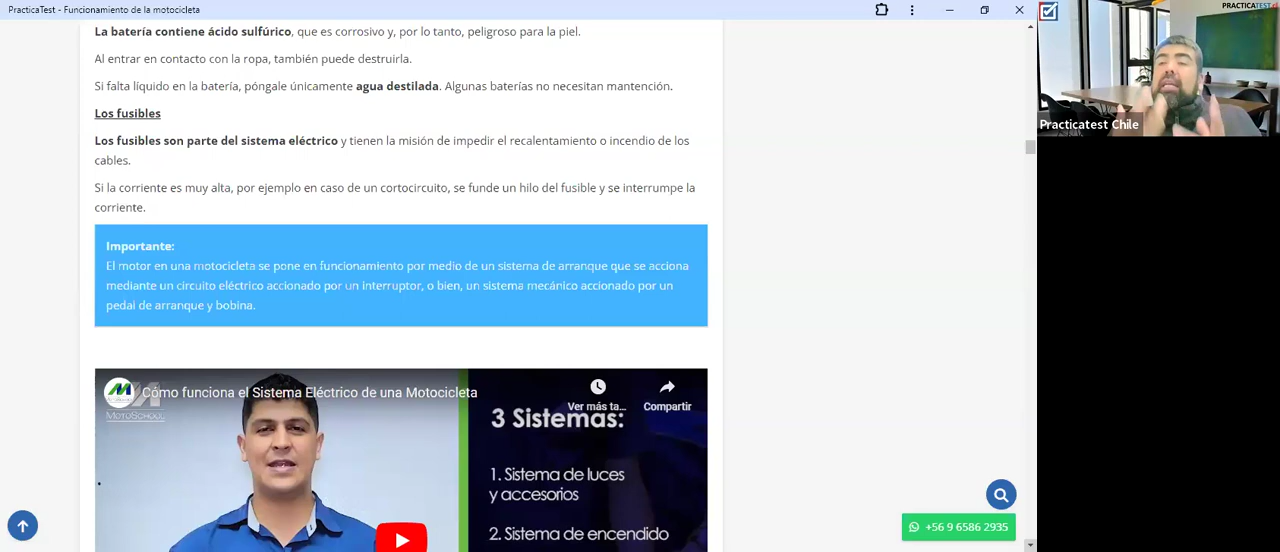 PracticaTest - Funcionamiento de la motocicleta
La batería contiene ácido sulfúrico, que es corrosivo y, por lo tanto, peligroso para la piel.
Al entrar en contacto con la ropa, también puede destruirla.
Si falta líquido en la batería, póngale únicamente agua destilada. Algunas baterías no necesitan mantención.
Los fusibles
Los fusibles son parte del sistema eléctrico y tienen la misión de impedir el recalentamiento o incendio de los
cables.
Si la corriente es muy alta, por ejemplo en caso de un cortocircuito, se funde un hilo del fusible y se interrumpe la
corriente.
Importante:
El motor en una motocicleta se pone en funcionamiento por medio de un sistema de arranque que se acciona
mediante un circuito eléctrico accionado por un interruptor, o bien, un sistema mecánico accionado por un
pedal de arranque y bobina.
Cómo funciona el Sistema Eléctrico de una Motocicleta
MOTOSCHOOL
Ver más ta...
Compartir
3 Sistemas:
1. Sistema de luces
y accesorios
2. Sistema de encendido
+56 9 6586 2935
PRACTICATEST
Practicatest Chile